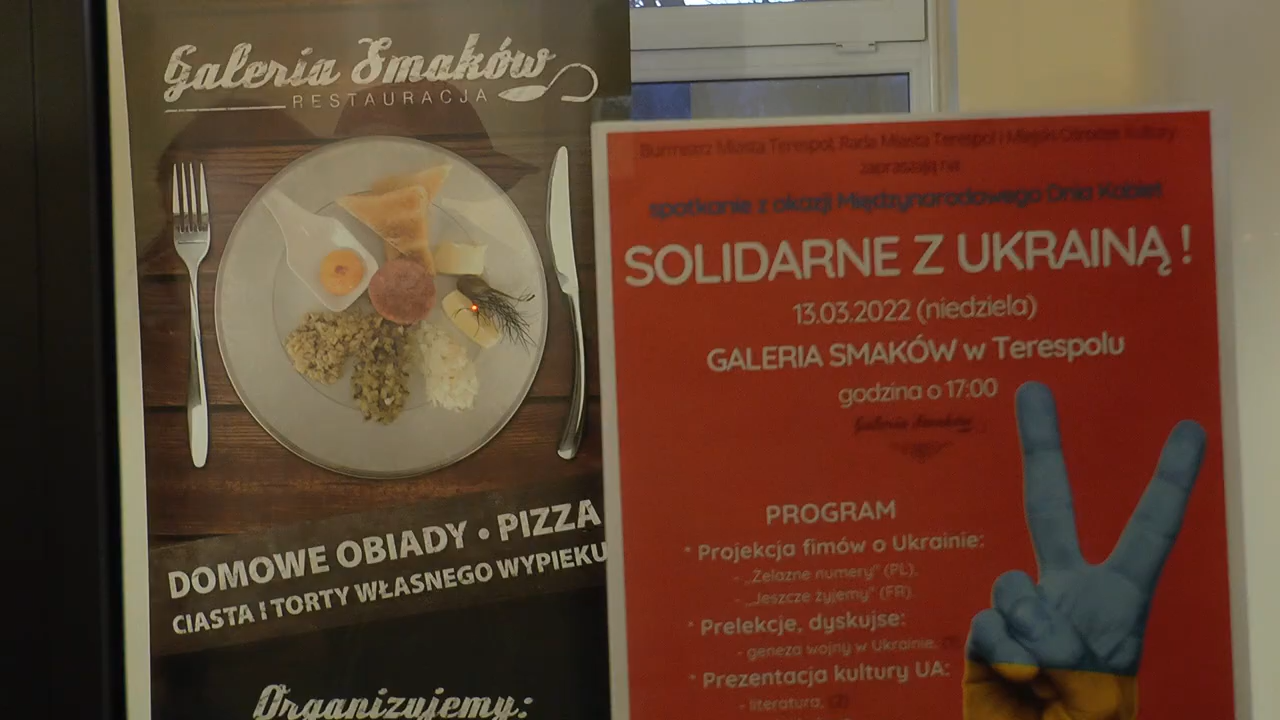 Galeria Smaków
RESTAURACJA
DOMOWE OBIADY • PIZZA
CIASTA I TORTY WŁASNEGO WYPIEKU
Organizujemy:
Burmistrz Miasta Terespol, Rada Miasta Terespol i Miejski Ośrodek Kultury
zapraszają na
spotkanie z okazji Międzynarodowego Dnia Kobiet
SOLIDARNE Z UKRAINĄ !
13.03.2022 (niedziela)
GALERIA SMAKÓW w Terespolu
godzina o 17:00
Galeria Smaków
PROGRAM
* Projekcja fimów o Ukrainie:
- „Żelazne numery" (PL),
- „Jeszcze żyjemy" (FR)
* Prelekcje, dyskusje:
- geneza wojny w Ukrainie,
* Prezentacja kultury UA:
- literatura,